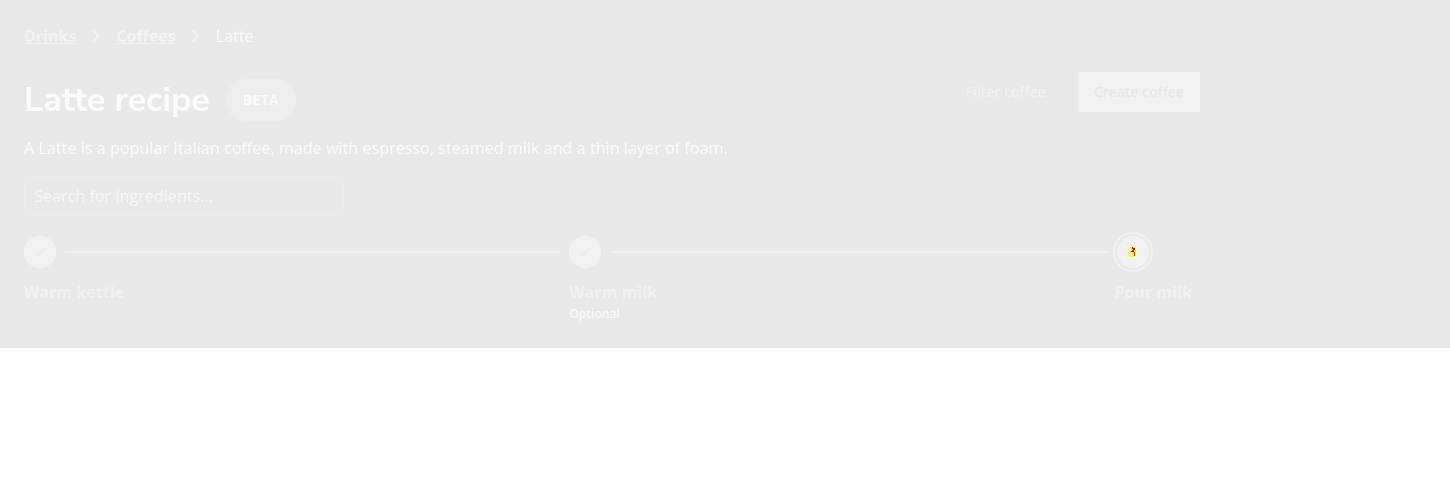 Drinks > Coffees > Latte
Latte recipe BETA
Filter coffee Create coffee
A Latte is a popular Italian coffee, made with espresso, steamed milk and a thin layer of foam.
Search for ingredients...
3
Warm kettle Warm milk Pour milk
Optional